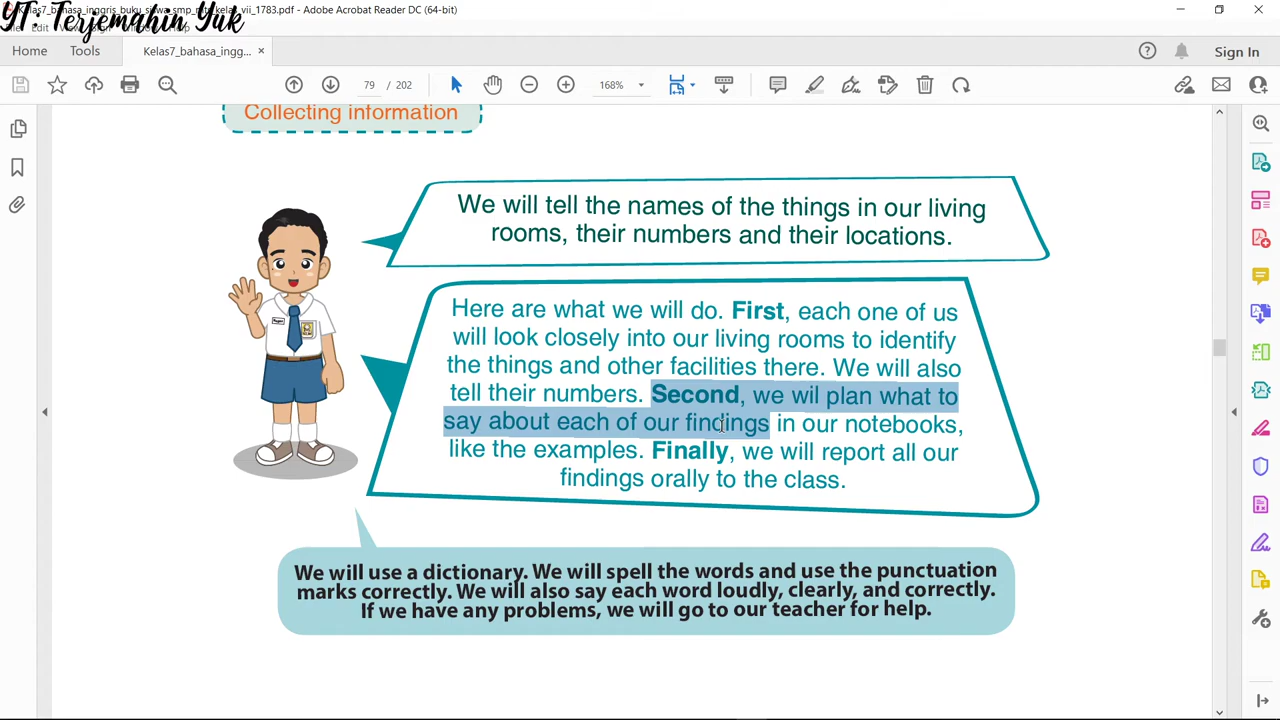 YT: Terjemahin Yuk
Kelas7_bahasa_inggris_buku_siswa_smp_mts_kelas_vii_1783.pdf - Adobe Acrobat Reader DC (64-bit)
Home Tools Kelas7_bahasa_ingg... × Sign In
79 / 202 168%
Collecting information
We will tell the names of the things in our living
rooms, their numbers and their locations.
Here are what we will do. First, each one of us
will look closely into our living rooms to identify
the things and other facilities there. We will also
tell their numbers. Second, we wil plan what to
say about each of our findings in our notebooks,
like the examples. Finally, we will report all our
findings orally to the class.
We will use a dictionary. We will spell the words and use the punctuation
marks correctly. We will also say each word loudly, clearly, and correctly.
If we have any problems, we will go to our teacher for help.